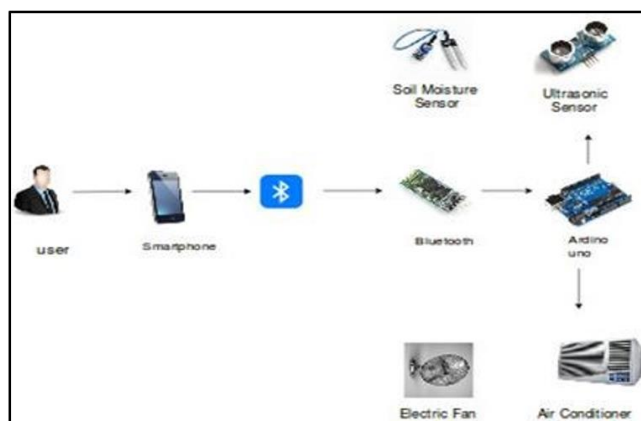 Soil Moisture
Sensor
Ultrasonic
Sensor
user
Smartphone
Bluetooth
Ardino
uno
Electric Fan
Air Conditioner